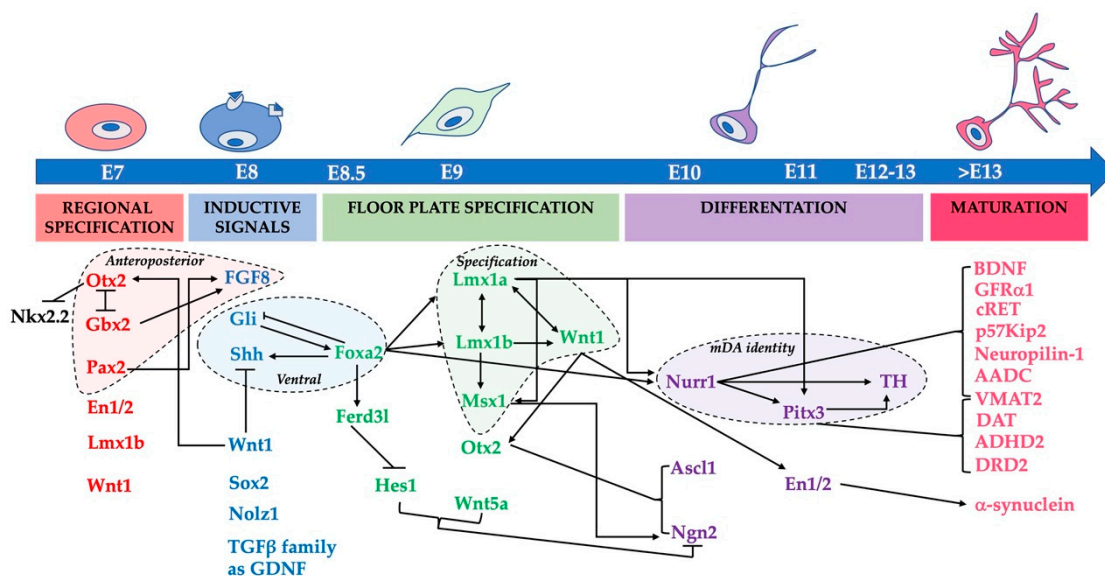 E7 E8 E8.5 E9 E10 E11 E12-13 >E13
REGIONAL
SPECIFICATION
INDUCTIVE
SIGNALS
FLOOR PLATE SPECIFICATION
DIFFERENTATION
MATURATION
Anteroposterior
Otx2
Nkx2.2
Gbx2
Pax2
En1/2
Lmx1b
Wnt1
FGF8
Gli
Shh
Ventral
Wnt1
Sox2
Nolz1
TGFβ family
as GDNF
Foxa2
Ferd3l
Hes1
Specification
Lmx1a
Lmx1b
Wnt1
Msx1
Otx2
Wnt5a
mDA identity
Nurr1
TH
Pitx3
Ascl1
Ngn2
En1/2
BDNF
GFRα1
cRET
p57Kip2
Neuropilin-1
AADC
VMAT2
DAT
ADHD2
DRD2
α-synuclein